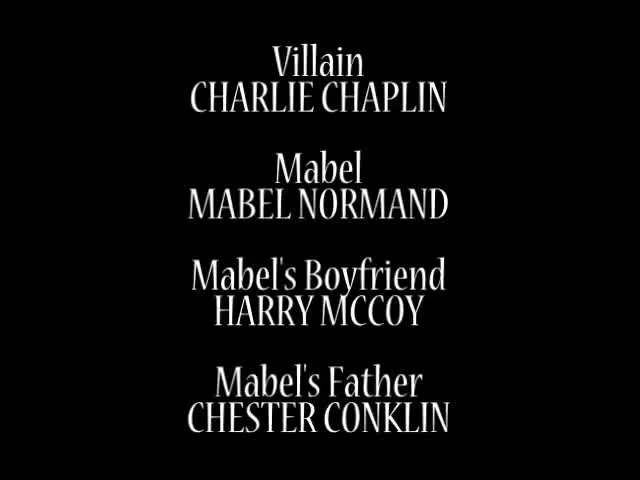 Villain
CHARLIE CHAPLIN
Mabel
MABEL NORMAND
Mabel's Boyfriend
HARRY MCCOY
Mabel's Father
CHESTER CONKLIN